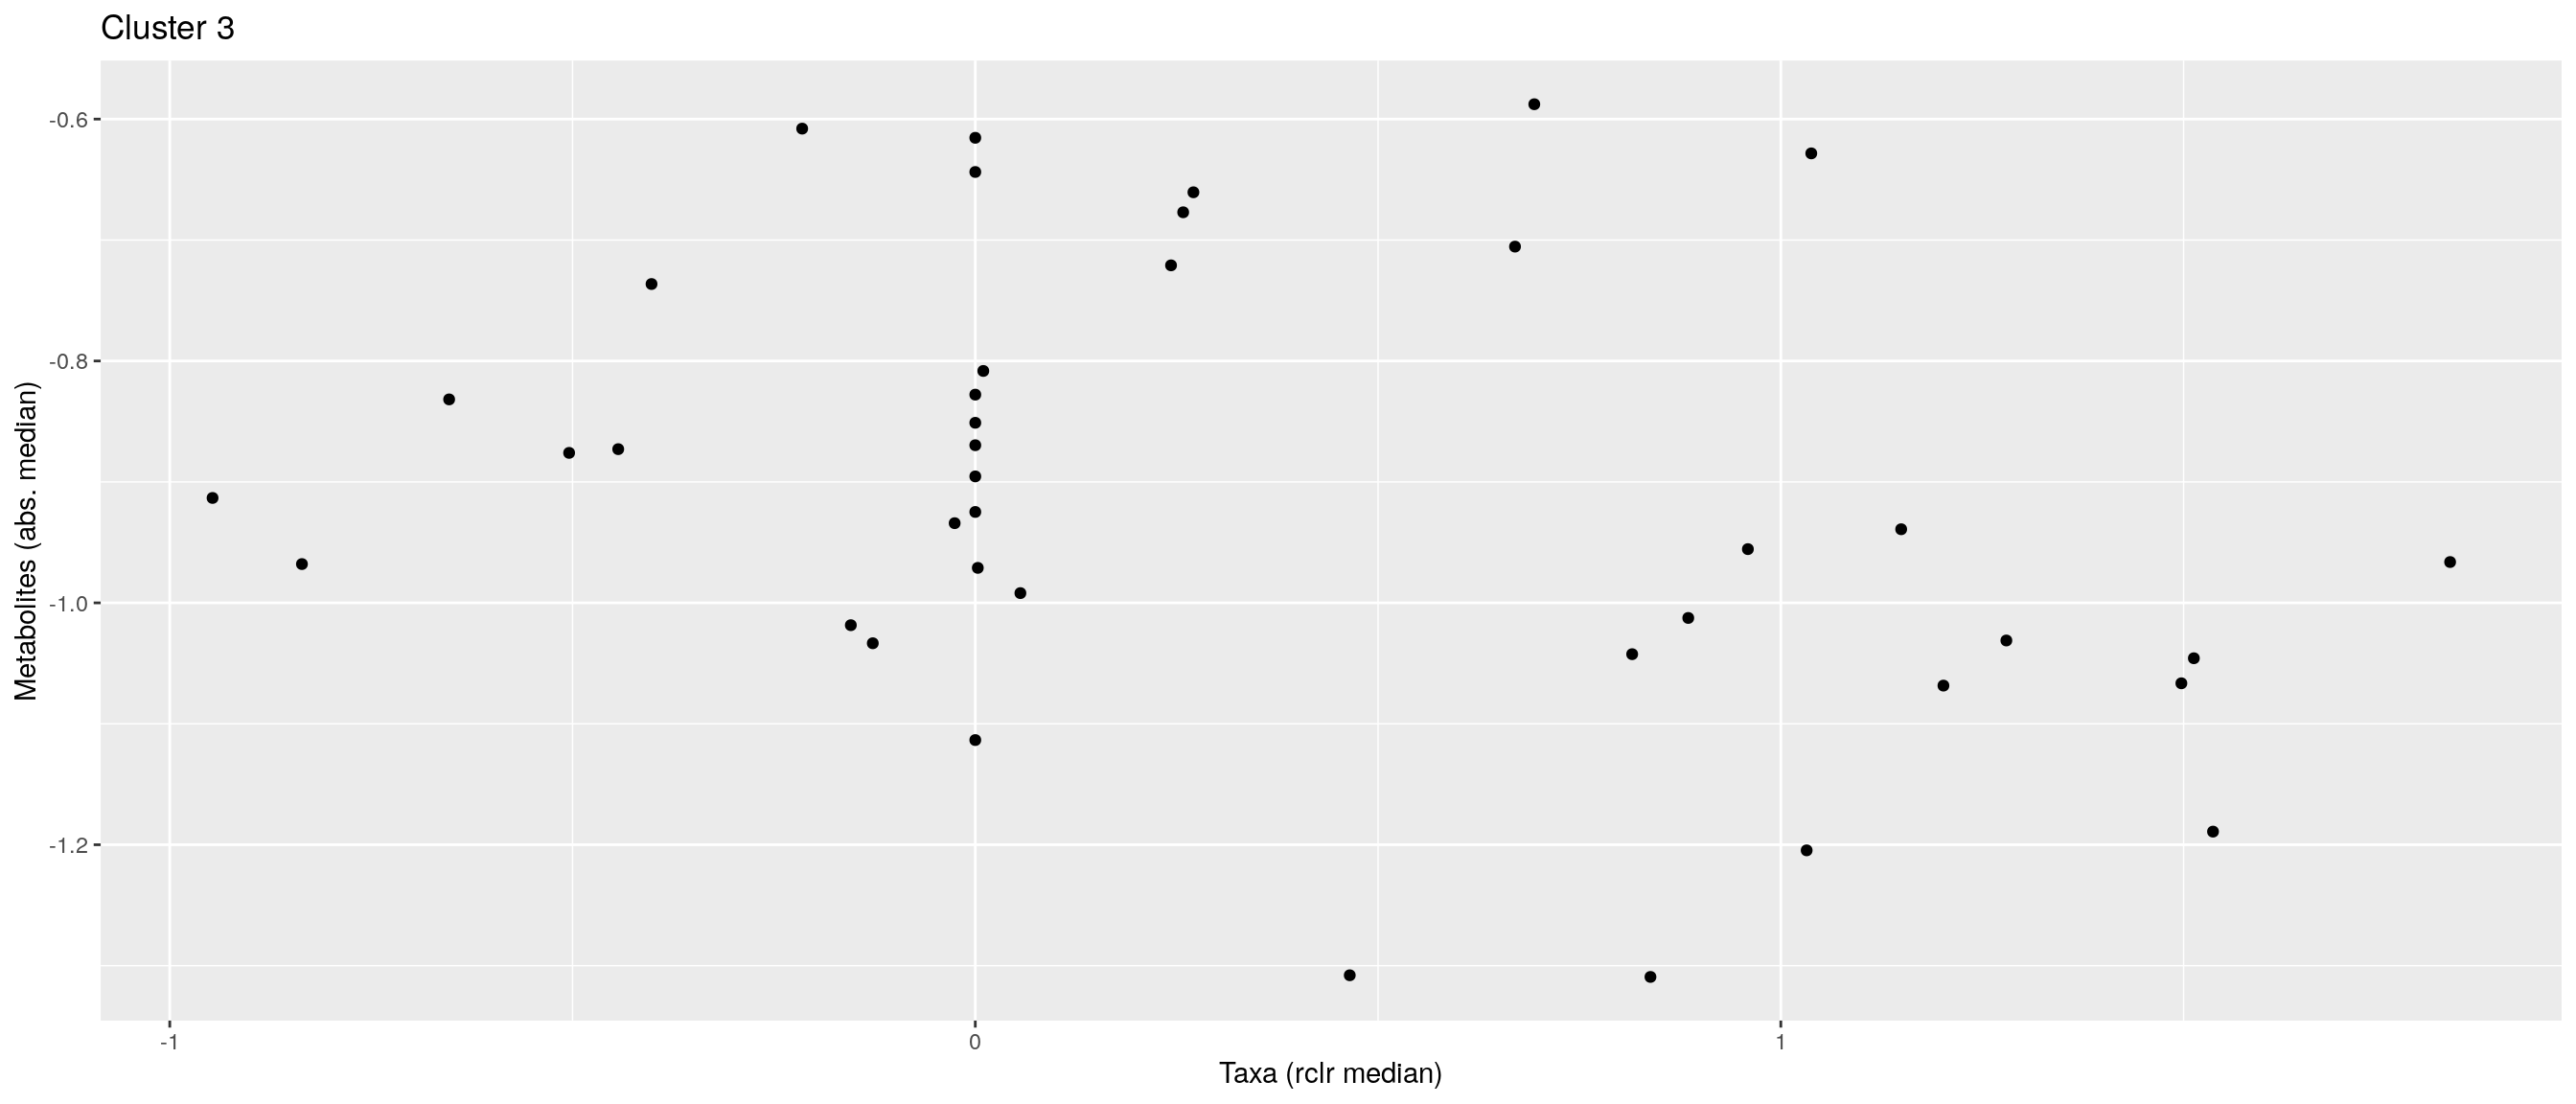 Cluster 3
-0.6
-0.8
-1.0
-1.2
Metabolites (abs. median)
-1
0
1
Taxa (rclr median)